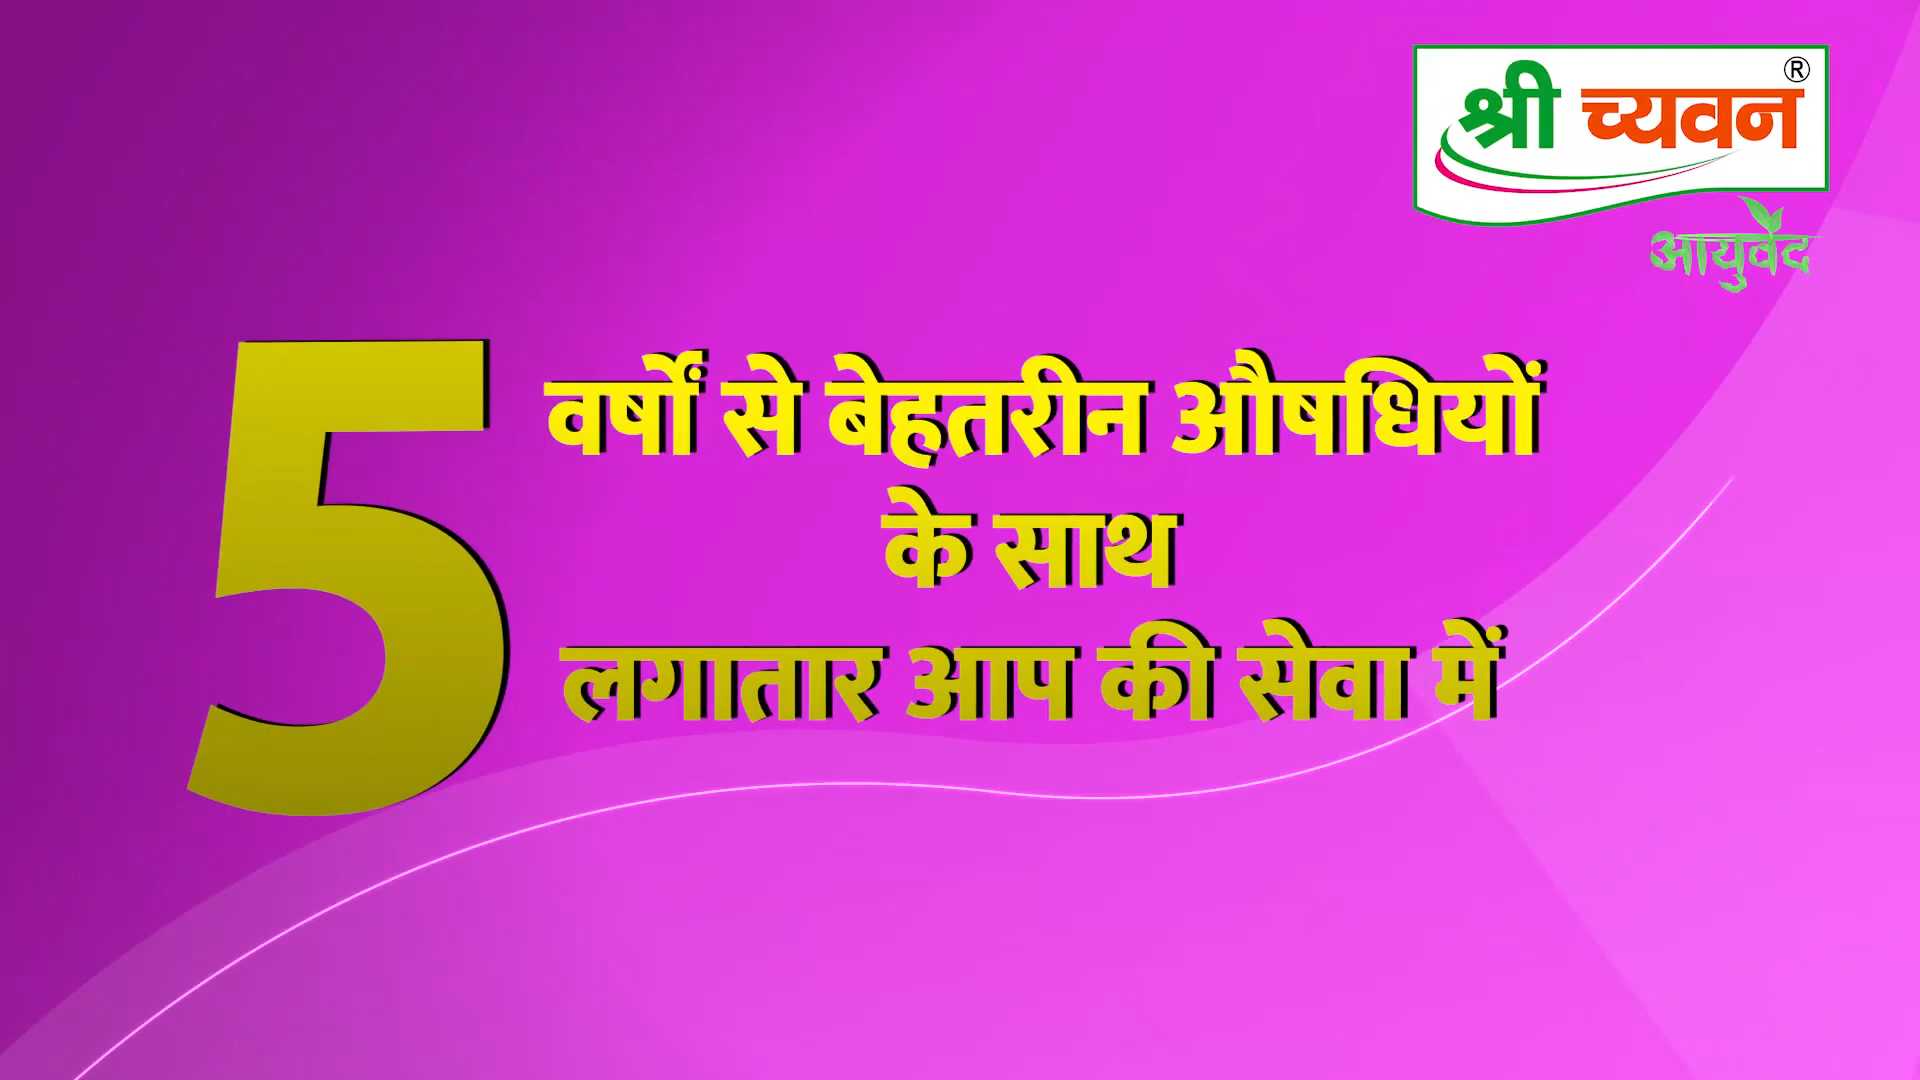 श्री च्यवन ®
आयुर्वेद
5
वर्षों से बेहतरीन औषधियों
के साथ
लगातार आप की सेवा में